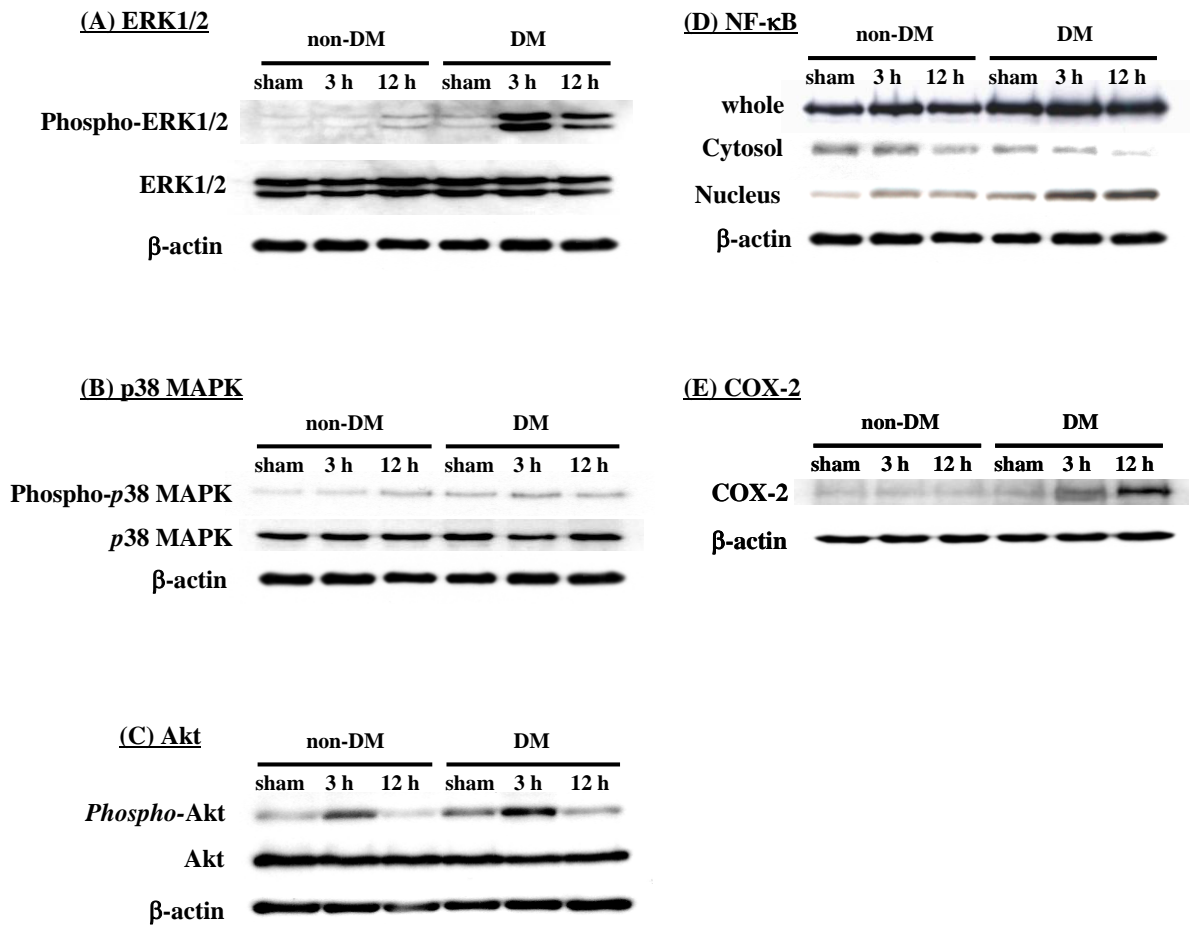 (A) ERK1/2
non-DM DM
sham 3 h 12 h sham 3 h 12 h
Phospho-ERK1/2
ERK1/2
β-actin
(B) p38 MAPK
non-DM DM
sham 3 h 12 h sham 3 h 12 h
Phospho-p38 MAPK
p38 MAPK
β-actin
(C) Akt
non-DM DM
sham 3 h 12 h sham 3 h 12 h
Phospho-Akt
Akt
β-actin
(D) NF-κB
non-DM DM
sham 3 h 12 h sham 3 h 12 h
whole
Cytosol
Nucleus
β-actin
(E) COX-2
non-DM DM
sham 3 h 12 h sham 3 h 12 h
COX-2
β-actin